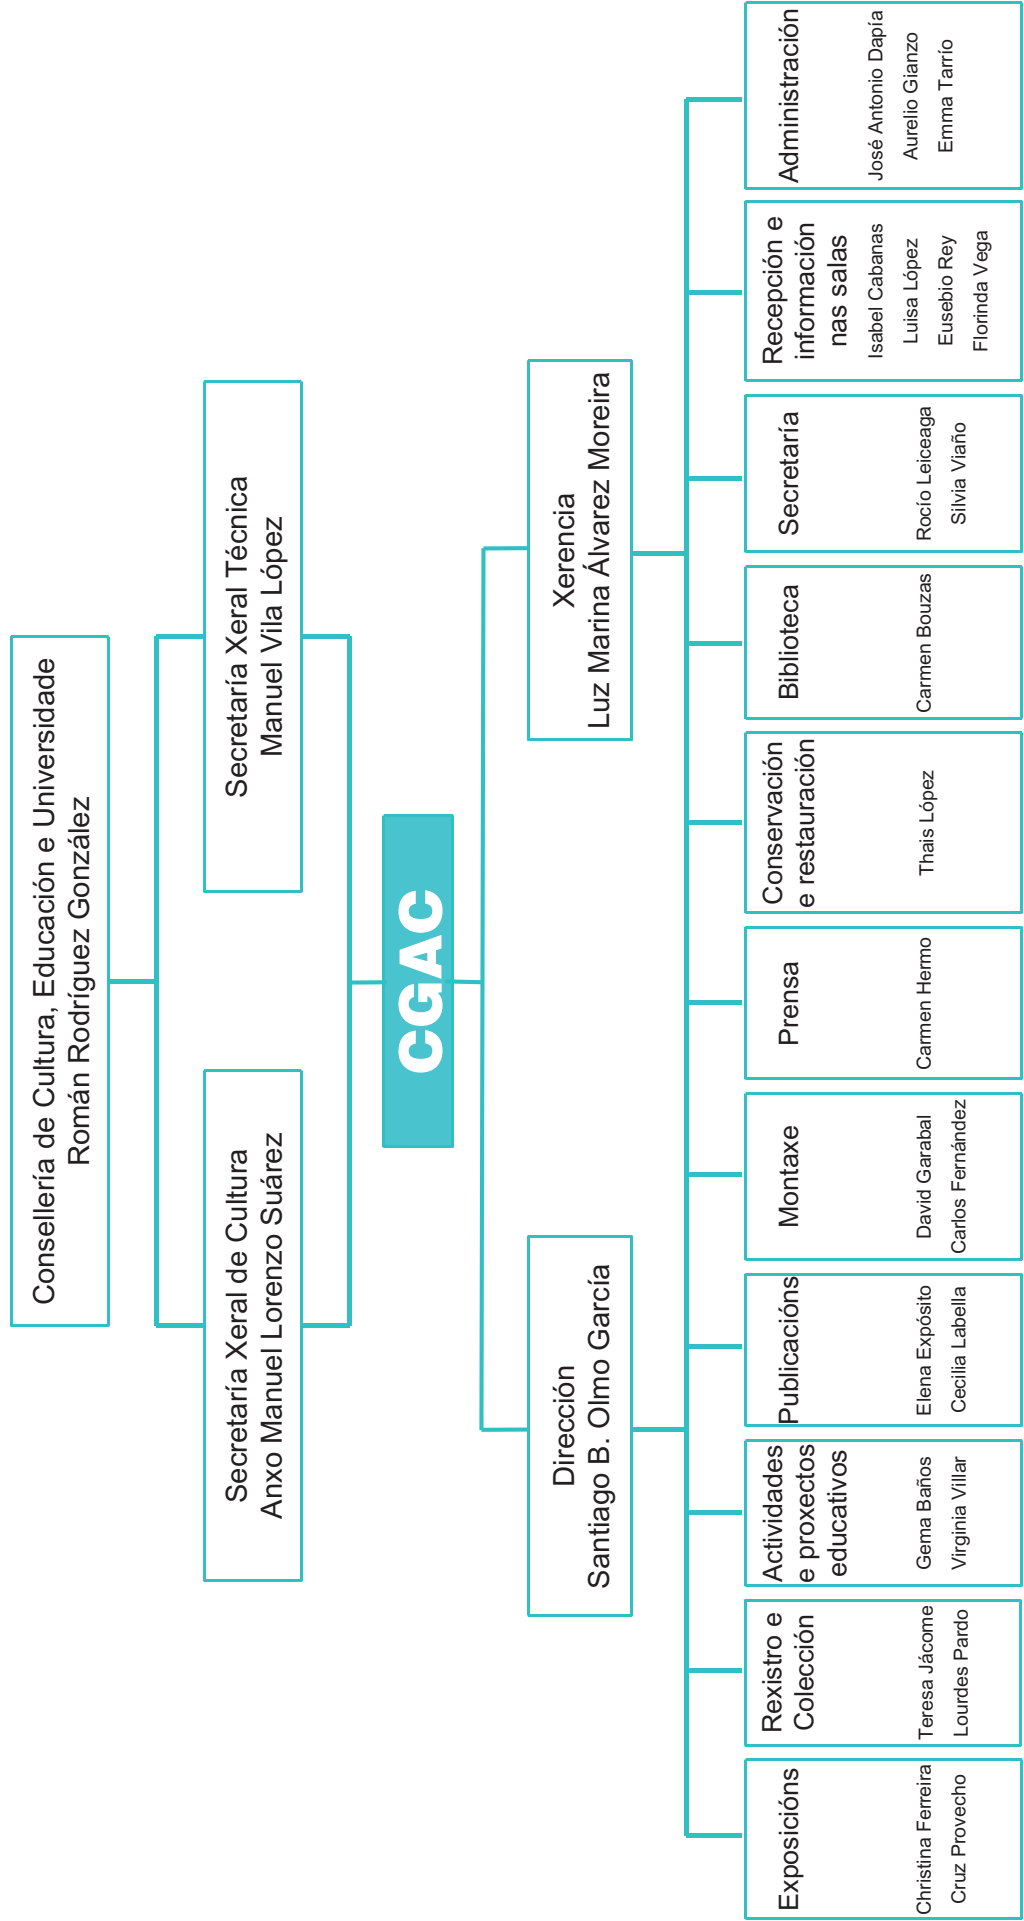 Consellería de Cultura, Educación e Universidade
Román Rodríguez González
Secretaría Xeral de Cultura
Anxo Manuel Lorenzo Suárez
Secretaría Xeral Técnica
Manuel Vila López
CGAC
Dirección
Santiago B. Olmo García
Xerencia
Luz Marina Álvarez Moreira
Exposicións
Christina Ferreira
Cruz Provecho
Rexistro e
Colección
Teresa Jácome
Lourdes Pardo
Actividades
e proxectos
educativos
Gema Baños
Virginia Villar
Publicacións
Elena Expósito
Cecilia Labella
Montaxe
David Garabal
Carlos Fernández
Prensa
Carmen Hermo
Conservación
e restauración
Thais López
Biblioteca
Carmen Bouzas
Secretaría
Rocío Leiceaga
Silvia Viaño
Recepción e
información
nas salas
Isabel Cabanas
Luisa López
Eusebio Rey
Florinda Vega
Administración
José Antonio Dapía
Aurelio Gianzo
Emma Tarrío